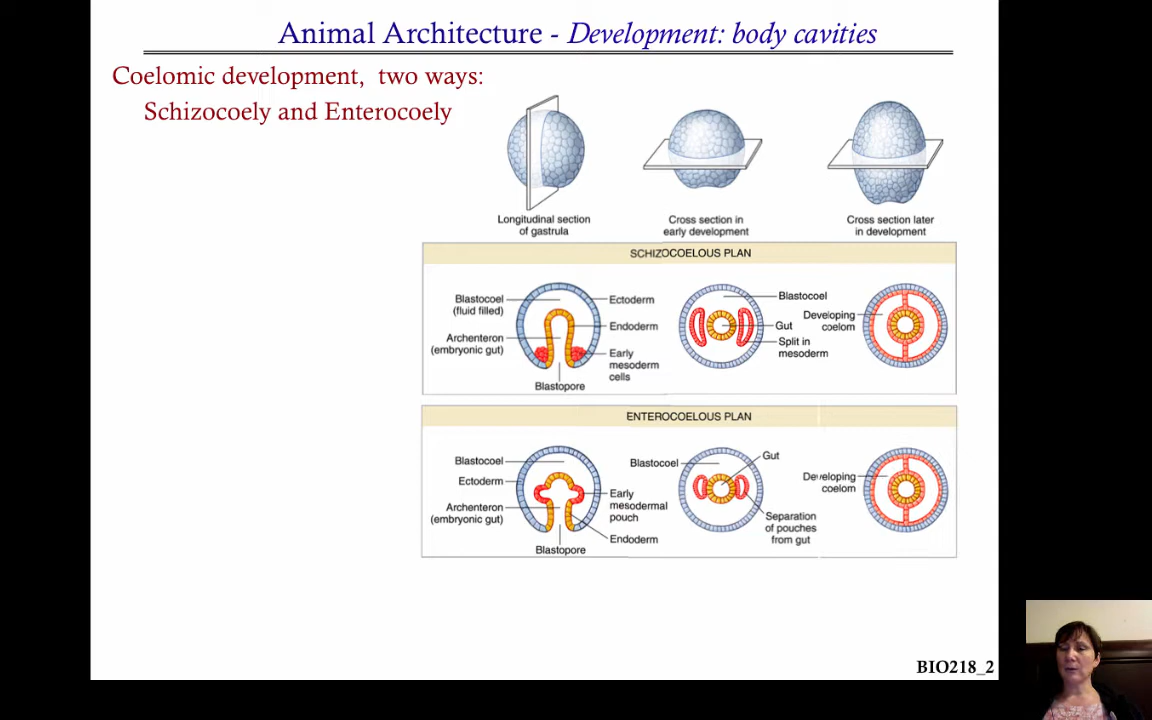 Animal Architecture - Development: body cavities
Coelomic development, two ways:
Schizocoely and Enterocoely
Longitudinal section
of gastrula
Cross section in
early development
Cross section later
in development
SCHIZOCOELOUS PLAN
Blastocoel
(fluid filled)
Archenteron
(embryonic gut)
Ectoderm
Endoderm
Early
mesoderm
cells
Blastopore
Blastocoel
Gut
Split in
mesoderm
Developing
coelom
ENTEROCOELOUS PLAN
Blastocoel
Ectoderm
Archenteron
(embryonic gut)
Early
mesodermal
pouch
Endoderm
Blastopore
Blastocoel
Gut
Separation
of pouches
from gut
Developing
coelom
BIO218_2